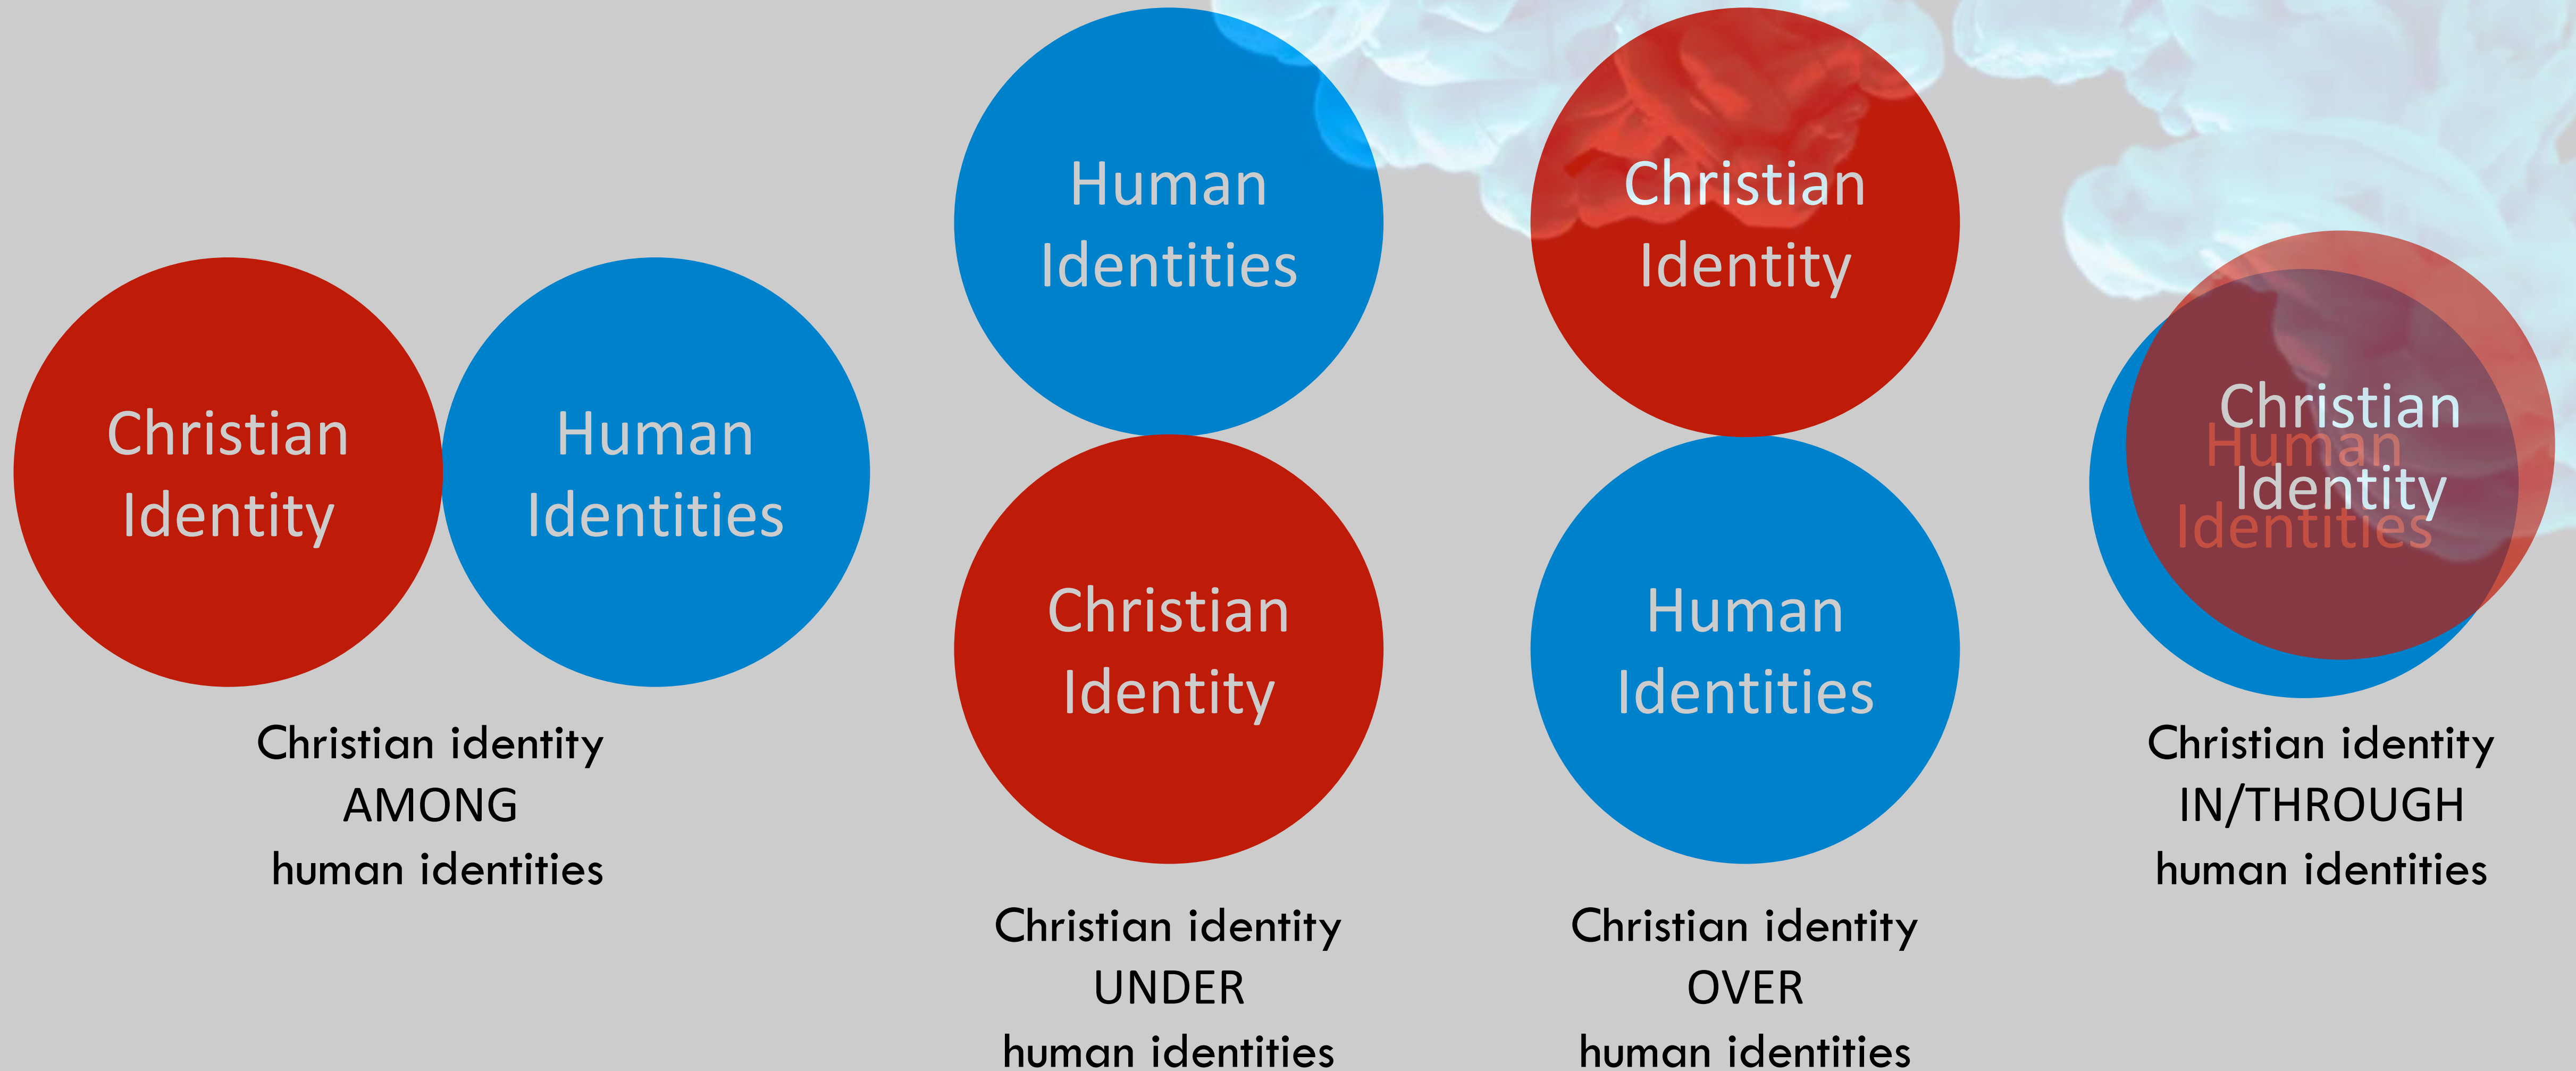 Christian
Identity
Human
Identities
Christian identity
AMONG
human identities
Human
Identities
Christian
Identity
Christian identity
UNDER
human identities
Christian
Identity
Human
Identities
Christian identity
OVER
human identities
Christian
Identity
Human
Identities
Christian identity
IN/THROUGH
human identities